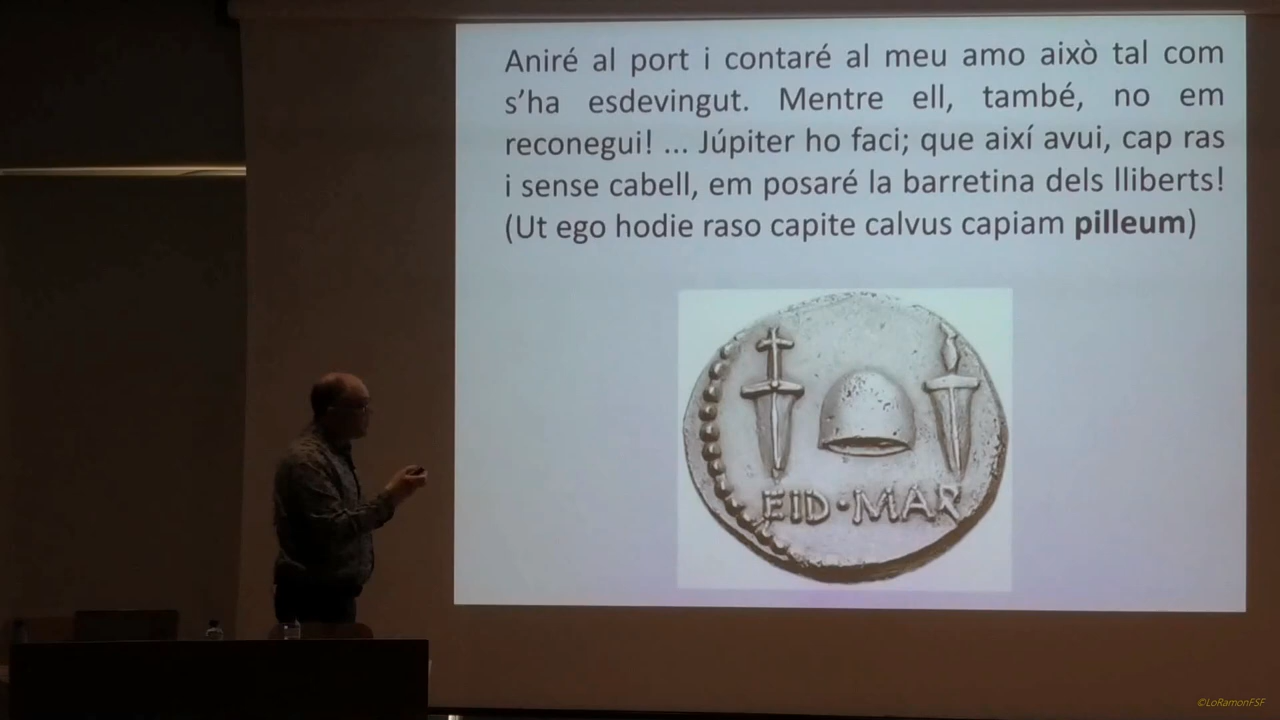 Aniré al port i contaré al meu amo això tal com
s'ha esdevingut. Mentre ell, també, no em
reconegui! ... Júpiter ho faci; que així avui, cap ras
i sense cabell, em posaré la barretina dels lliberts!
(Ut ego hodie raso capite calvus capiam pilleum)
EID·MAR
©LoRamonFSF